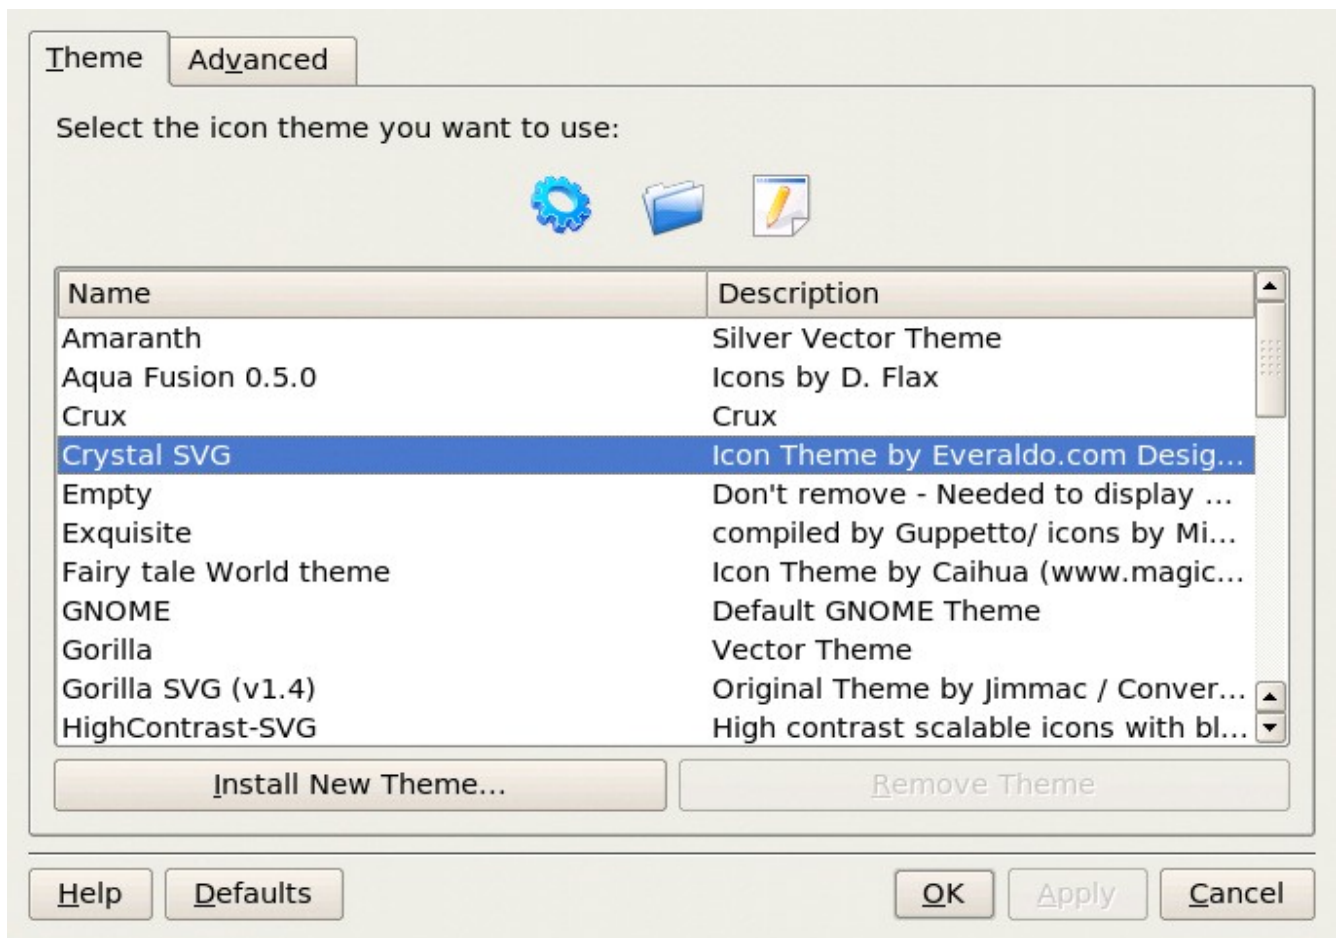 Theme Advanced
Select the icon theme you want to use:
Name Description
Amaranth Silver Vector Theme
Aqua Fusion 0.5.0 Icons by D. Flax
Crux Crux
Crystal SVG Icon Theme by Everaldo.com Desig...
Empty Don't remove - Needed to display ...
Exquisite compiled by Guppetto/ icons by Mi...
Fairy tale World theme Icon Theme by Caihua (www.magic...
GNOME Default GNOME Theme
Gorilla Vector Theme
Gorilla SVG (v1.4) Original Theme by Jimmac / Conver...
HighContrast-SVG High contrast scalable icons with bl...
Install New Theme... Remove Theme
Help Defaults OK Apply Cancel